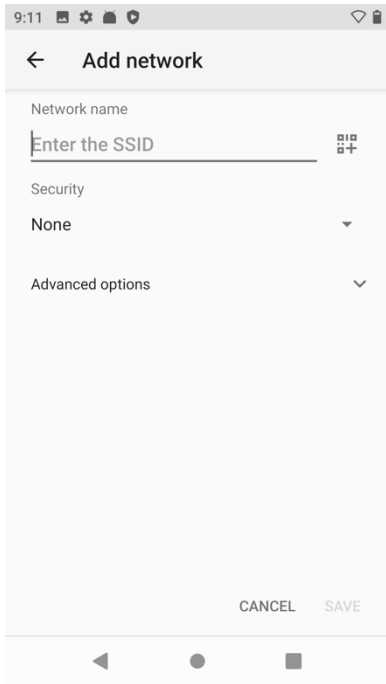 9:11
Add network
Network name
Enter the SSID
Security
None
Advanced options
CANCEL SAVE